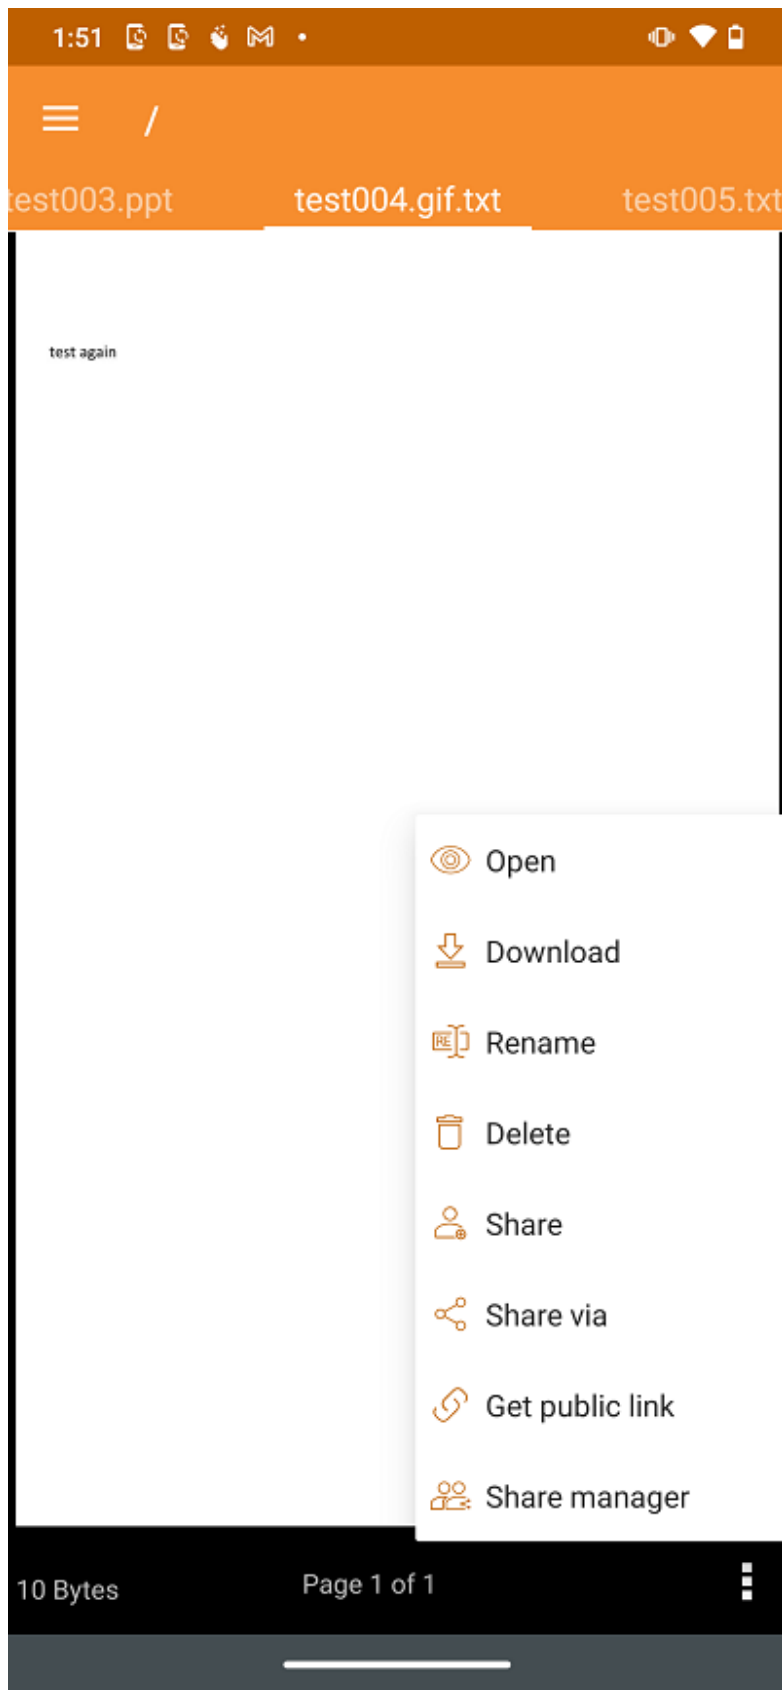 1:51
/
test003.ppt test004.gif.txt test005.txt
test again
Open
Download
RE Rename
Delete
Share
Share via
Get public link
Share manager
10 Bytes Page 1 of 1